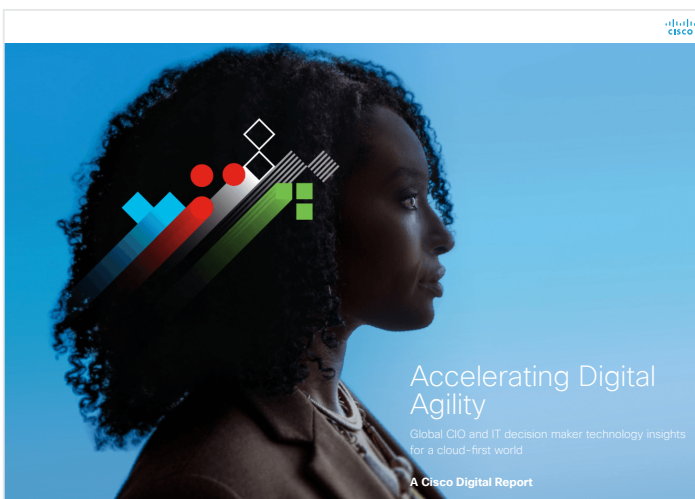 CISCO
Accelerating Digital
Agility
Global CIO and IT decision maker technology insights
for a cloud-first world
A Cisco Digital Report